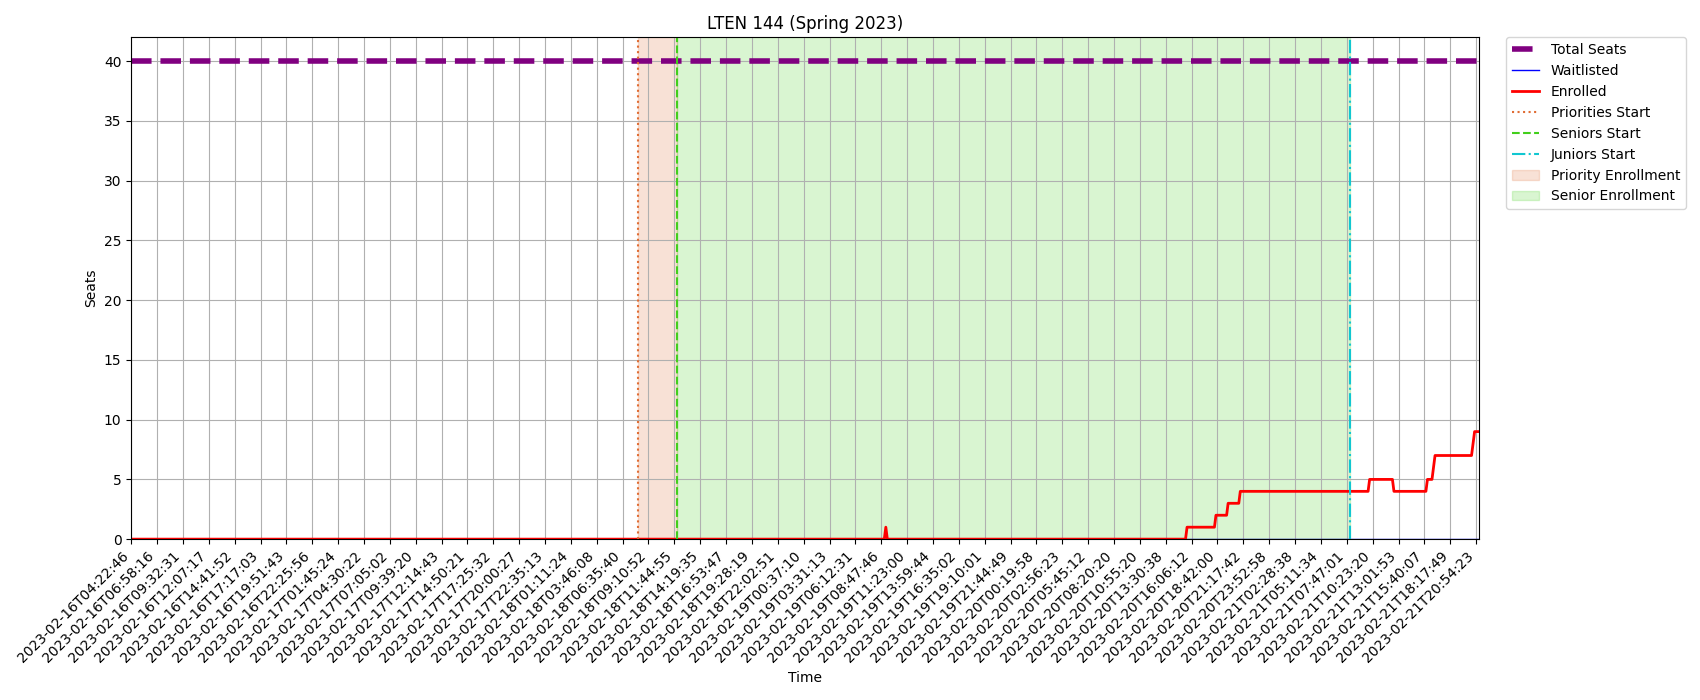 LTEN 144 (Spring 2023)
40
35
30
25
20
15
10
5
0
Seats
2023-02-16T04:22:46
2023-02-16T06:58:16
2023-02-16T09:32:31
2023-02-16T12:07:17
2023-02-16T14:41:52
2023-02-16T17:17:03
2023-02-16T19:51:43
2023-02-16T22:25:56
2023-02-17T01:45:24
2023-02-17T04:30:22
2023-02-17T07:05:02
2023-02-17T09:39:20
2023-02-17T12:14:43
2023-02-17T14:50:21
2023-02-17T17:25:32
2023-02-17T20:00:27
2023-02-17T22:35:13
2023-02-18T01:11:24
2023-02-18T03:46:08
2023-02-18T06:35:40
2023-02-18T09:10:52
2023-02-18T11:44:55
2023-02-18T14:19:35
2023-02-18T16:53:47
2023-02-18T19:28:19
2023-02-18T22:02:51
2023-02-19T00:37:10
2023-02-19T03:31:13
2023-02-19T06:12:31
2023-02-19T08:47:46
2023-02-19T11:23:00
2023-02-19T13:59:44
2023-02-19T16:35:02
2023-02-19T19:10:01
2023-02-19T21:44:49
2023-02-20T00:19:58
2023-02-20T02:56:23
2023-02-20T05:45:12
2023-02-20T08:20:20
2023-02-20T10:55:20
2023-02-20T13:30:38
2023-02-20T16:06:12
2023-02-20T18:42:00
2023-02-20T21:17:42
2023-02-20T23:52:58
2023-02-21T02:28:39
2023-02-21T05:11:34
2023-02-21T07:47:01
2023-02-21T10:23:20
2023-02-21T13:01:53
2023-02-21T15:40:07
2023-02-21T18:17:49
2023-02-21T20:54:23
Time
Total Seats
Waitlisted
Enrolled
Priorities Start
Seniors Start
Juniors Start
Priority Enrollment
Senior Enrollment